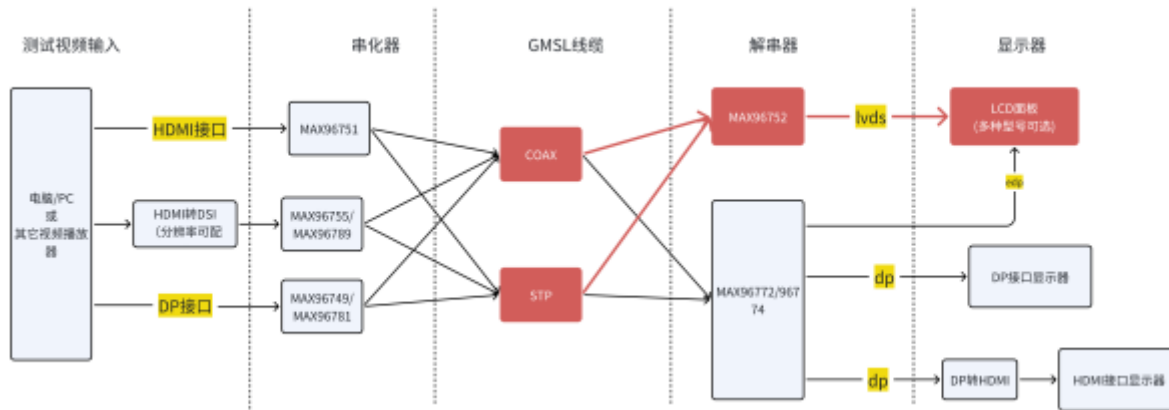 测试视频输入
串化器
GMSL线缆
解串器
显示器
电脑/PC
或
其它视频播放
器
HDMI接口
HDMI转DSI
（分辨率可配
DP接口
MAX96751
MAX96755/
MAX96789
MAX96749/
MAX96781
COAX
STP
MAX96752
MAX96772/967
74
lvds
edp
dp
dp
LCD面板
(多种型号可选)
DP接口显示器
DP转HDMI
HDMI接口显示器